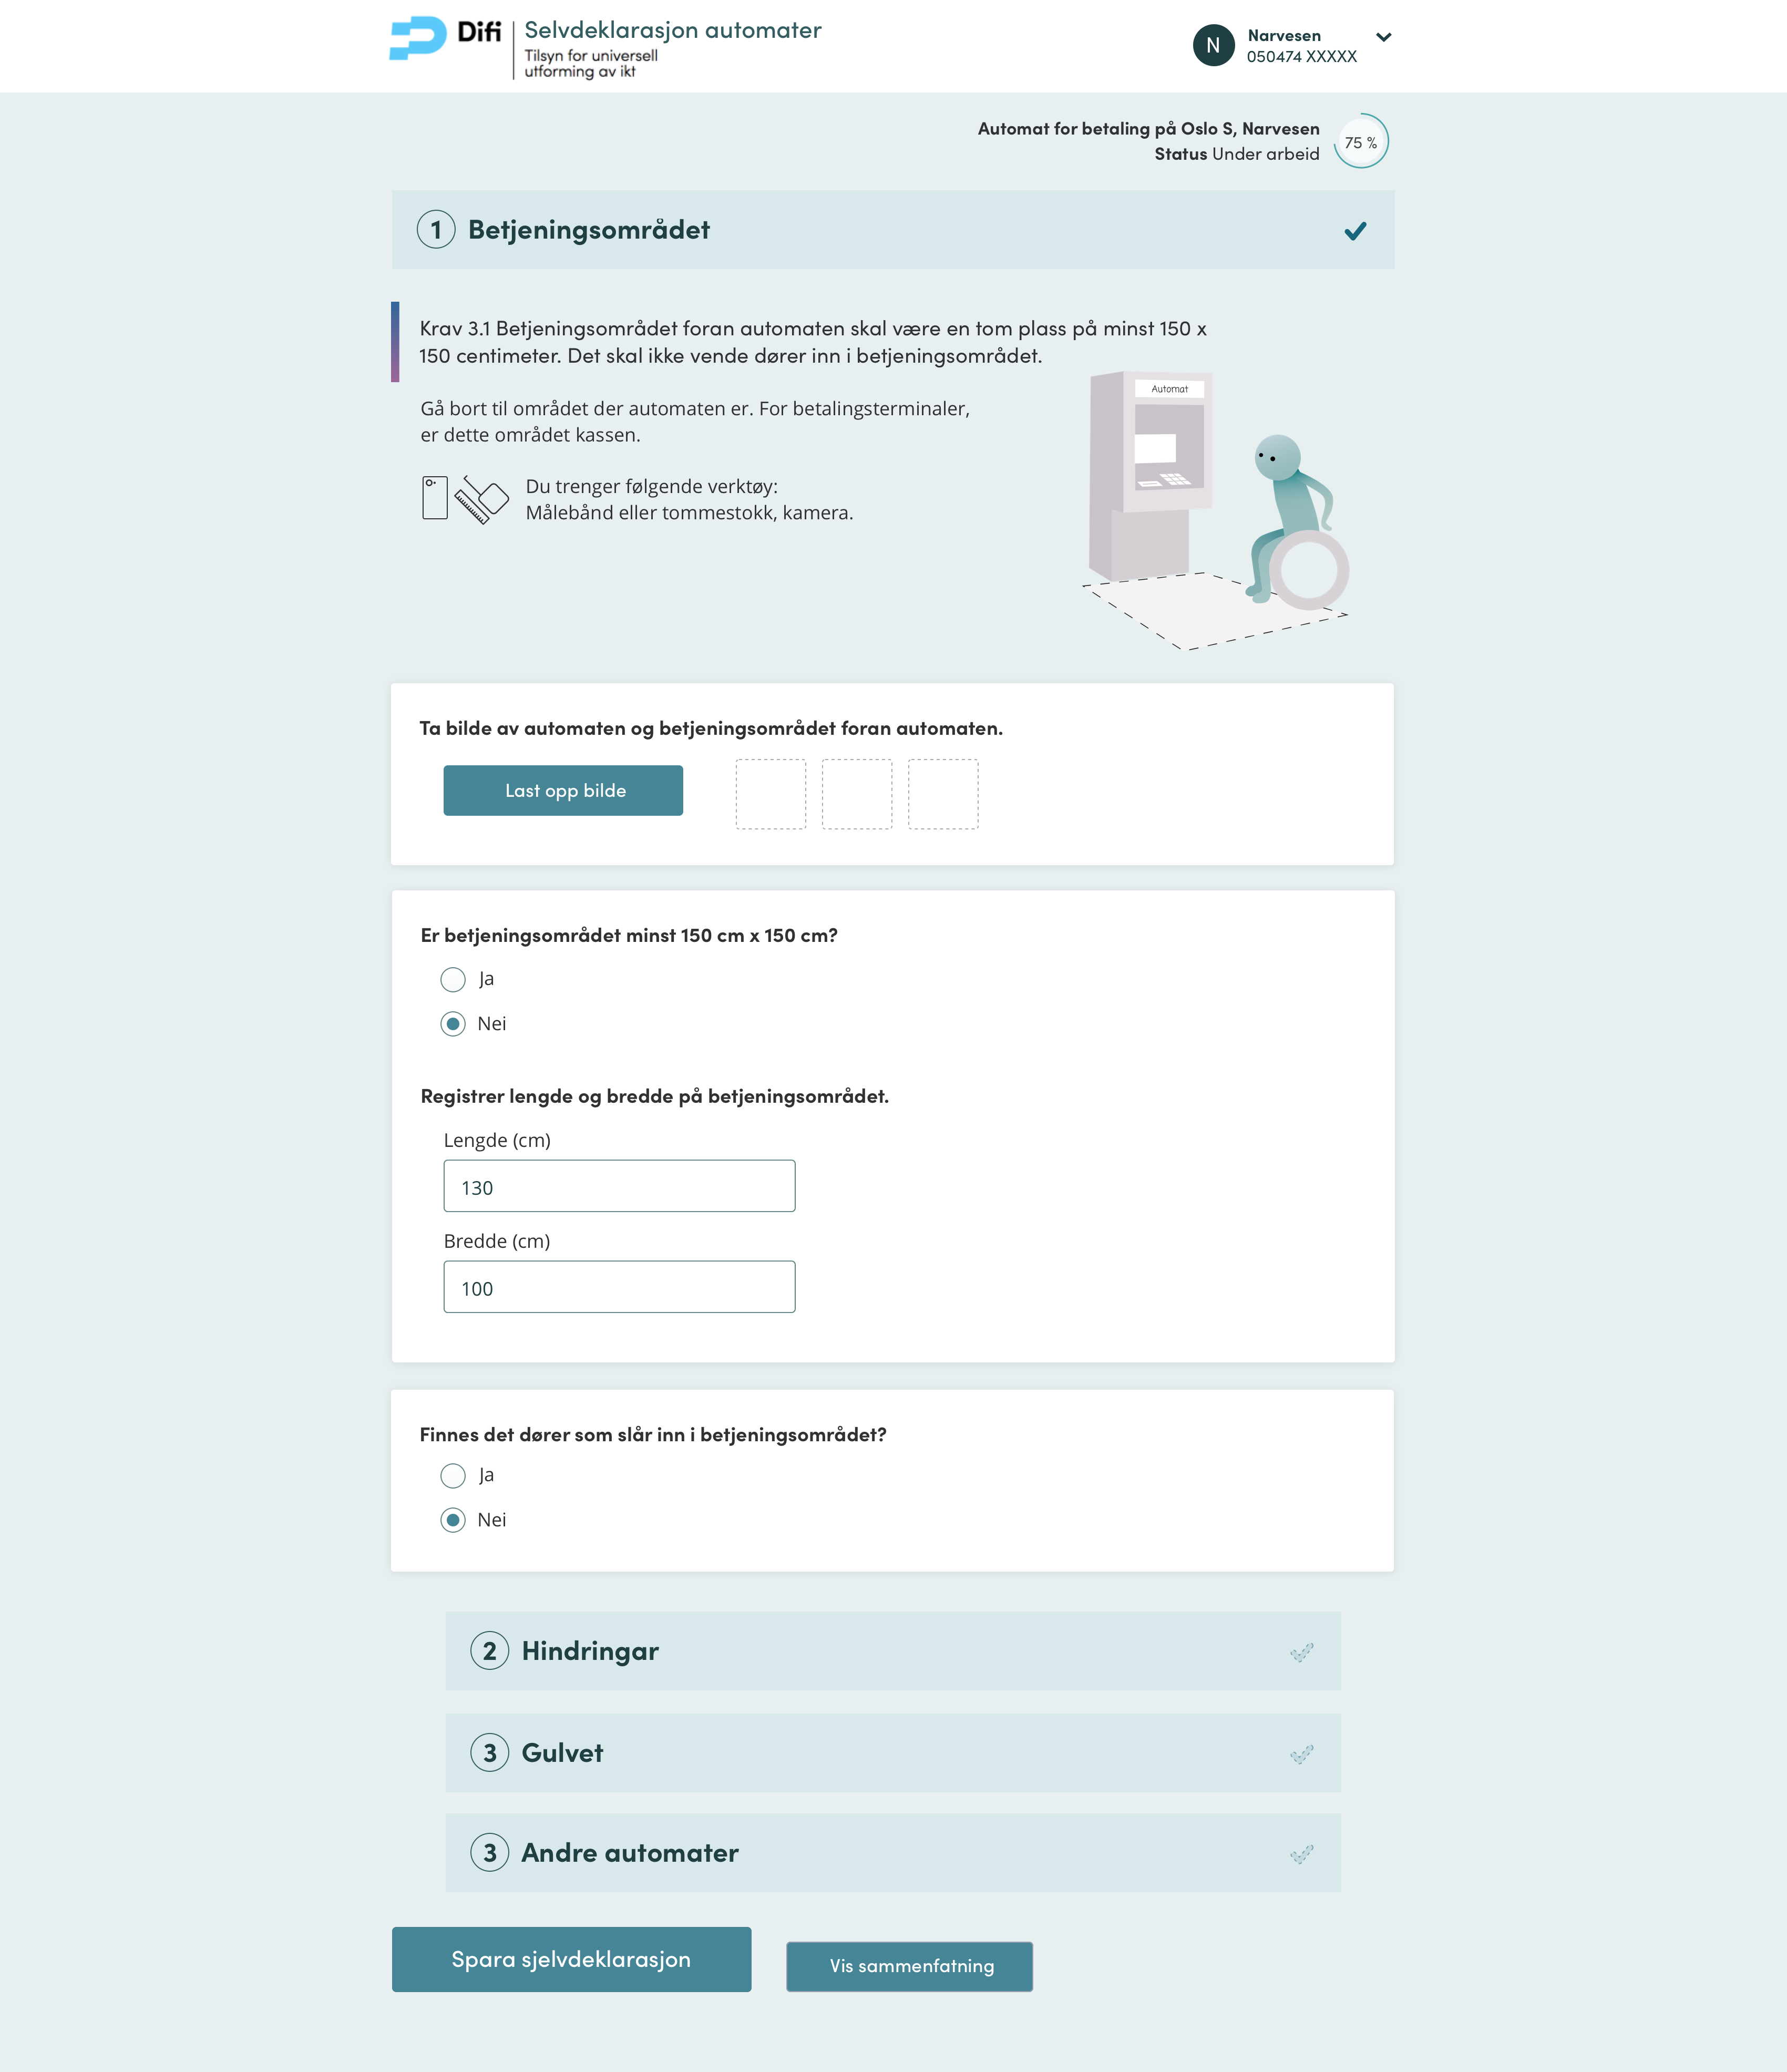 Difi
Selvdeklarasjon automater
Tilsyn for universell
utforming av ikt
N
Narvesen
050474 XXXXX
Automat for betaling på Oslo S, Narvesen
Status Under arbeid
75 %
1 Betjeningsområdet
Krav 3.1 Betjeningsområdet foran automaten skal være en tom plass på minst 150 x
150 centimeter. Det skal ikke vende dører inn i betjeningsområdet.
Automat
Gå bort til området der automaten er. For betalingsterminaler,
er dette området kassen.
Du trenger følgende verktøy:
Målebånd eller tommestokk, kamera.
Ta bilde av automaten og betjeningsområdet foran automaten.
Last opp bilde
Er betjeningsområdet minst 150 cm x 150 cm?
Ja
Nei
Registrer lengde og bredde på betjeningsområdet.
Lengde (cm)
130
Bredde (cm)
100
Finnes det dører som slår inn i betjeningsområdet?
Ja
Nei
2 Hindringar
3 Gulvet
3 Andre automater
Spara sjelvdeklarasjon
Vis sammenfatning